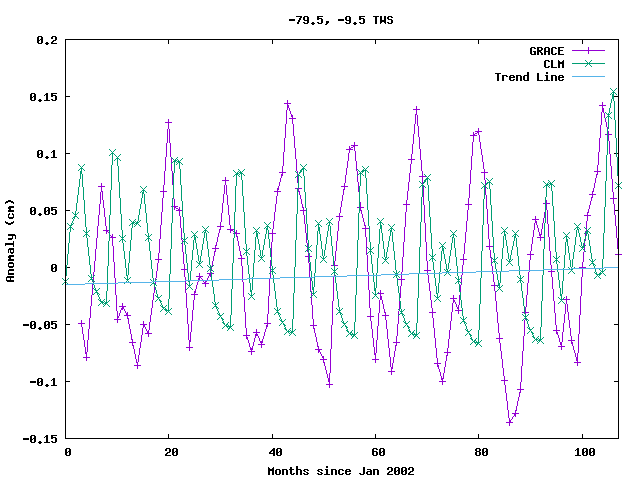 -79.5, -9.5 TWS
GRACE
CLM
Trend Line
Anomaly (cm)
0.2
0.15
0.1
0.05
0
-0.05
-0.1
-0.15
0 20 40 60 80 100
Months since Jan 2002